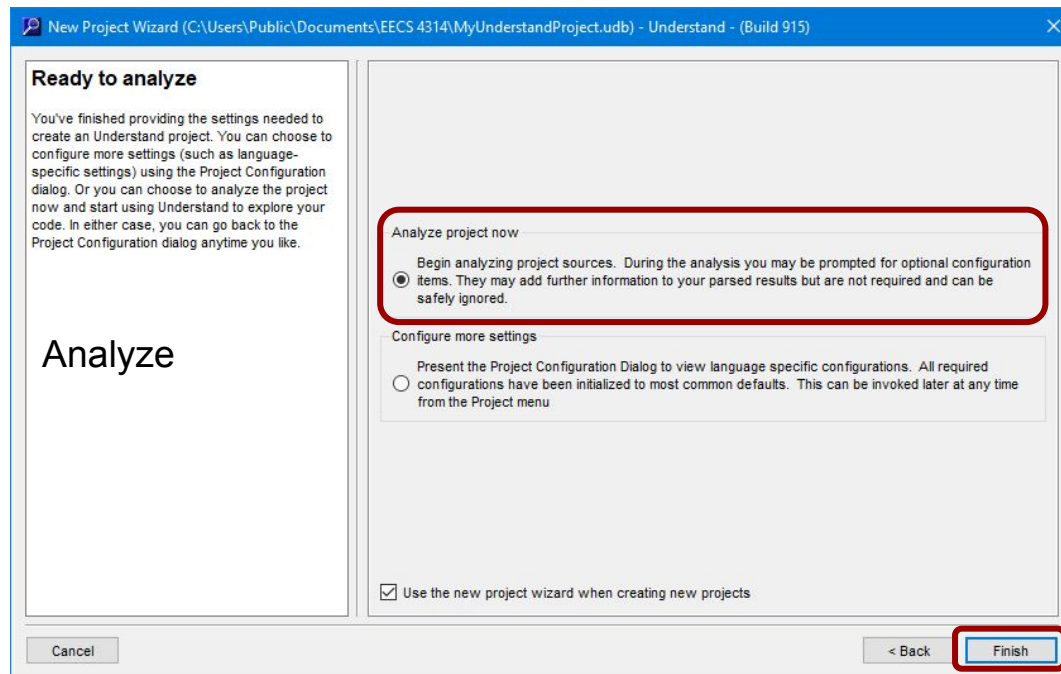 New Project Wizard (C:\Users\Public\Documents\EECS 4314\MyUnderstandProject.udb) - Understand - (Build 915)
Ready to analyze
You've finished providing the settings needed to
create an Understand project. You can choose to
configure more settings (such as language-
specific settings) using the Project Configuration
dialog. Or you can choose to analyze the project
now and start using Understand to explore your
code. In either case, you can go back to the
Project Configuration dialog anytime you like.
Analyze
Analyze project now
Begin analyzing project sources. During the analysis you may be prompted for optional configuration
items. They may add further information to your parsed results but are not required and can be
safely ignored.
Configure more settings
Present the Project Configuration Dialog to view language specific configurations. All required
configurations have been initialized to most common defaults. This can be invoked later at any time
from the Project menu
Use the new project wizard when creating new projects
Cancel
< Back
Finish